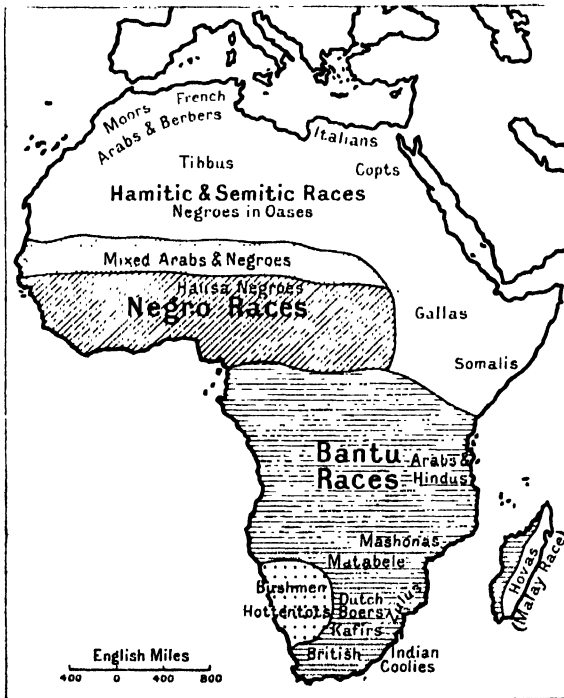 Moors
French
Arabs & Berbers
Italians
Tibbus
Copts
Hamitic & Semitic Races
Negroes in Oases
Mixed Arabs & Negroes
Hausa Negroes
Negro Races
Gallas
Somalis
Bantu
Races
Arabs &
Hindus
Mashonas
Matabele
Hovas
(Malay Race)
Bushmen
Hottentots
Dutch
Boers
Zulus
Kafirs
British
Indian
Coolies
English Miles
400 0 400 800